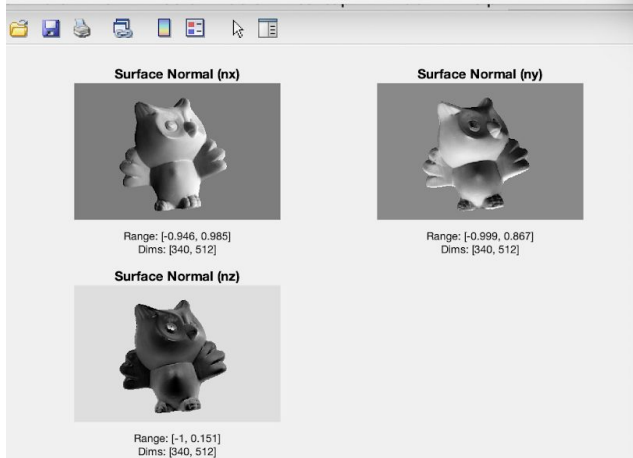 Surface Normal (nx)
Range: [-0.946, 0.985]
Dims: [340, 512]
Surface Normal (ny)
Range: [-0.999, 0.867]
Dims: [340, 512]
Surface Normal (nz)
Range: [-1, 0.151]
Dims: [340, 512]